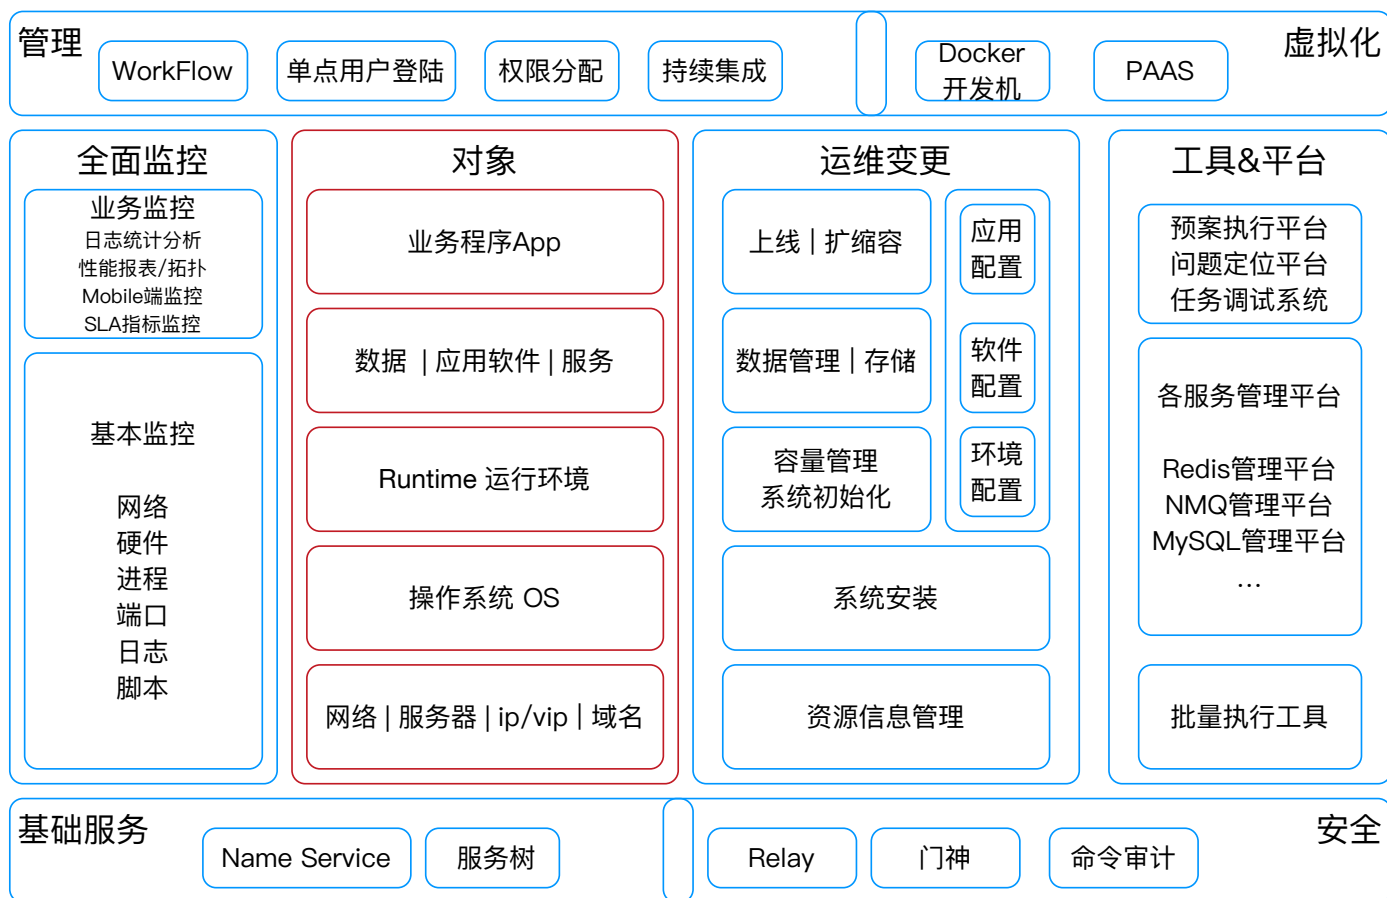 管理
WorkFlow
单点用户登陆
权限分配
持续集成
Docker
开发机
PAAS
虚拟化
全面监控
业务监控
日志统计分析
性能报表/拓扑
Mobile端监控
SLA指标监控
基本监控
网络
硬件
进程
端口
日志
脚本
对象
业务程序App
数据 | 应用软件 | 服务
Runtime 运行环境
操作系统 OS
网络 | 服务器 | ip/vip | 域名
运维变更
上线 | 扩缩容
数据管理 | 存储
容量管理
系统初始化
应用
配置
软件
配置
环境
配置
系统安装
资源信息管理
工具&平台
预案执行平台
问题定位平台
任务调试系统
各服务管理平台
Redis管理平台
NMQ管理平台
MySQL管理平台
...
批量执行工具
基础服务
Name Service
服务树
Relay
门神
命令审计
安全